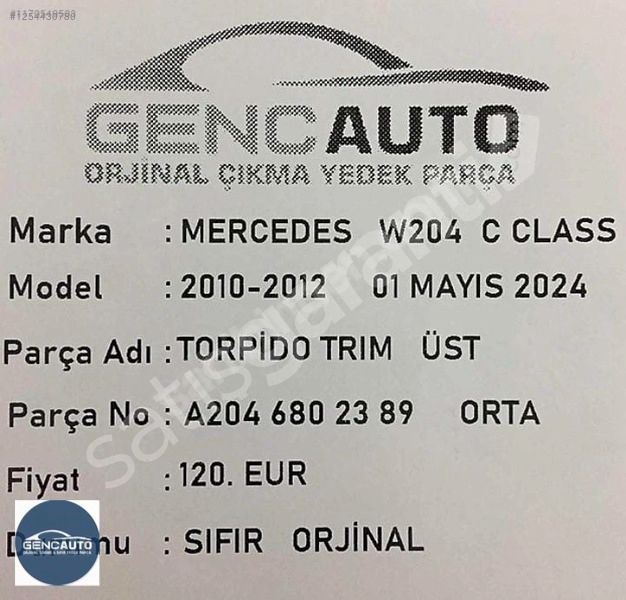 #1254430780
GENCAUTO
ORJİNAL ÇIKMA YEDEK PARÇA
Marka : MERCEDES W204 C CLASS
Model : 2010-2012 01 MAYIS 2024
Parça Adı : TORPİDO TRIM ÜST
Parça No : A204 680 23 89 ORTA
Fiyat : 120. EUR
: SIFIR ORJİNAL
GENCAUTO